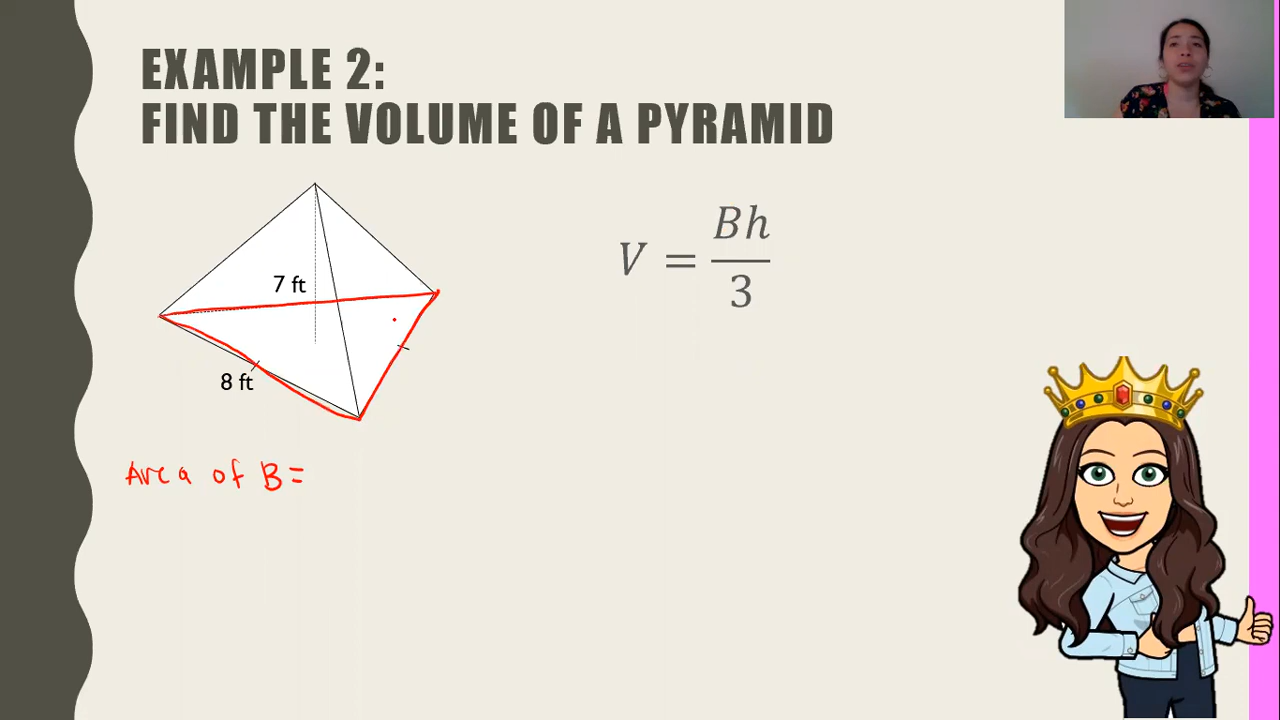 EXAMPLE 2:
FIND THE VOLUME OF A PYRAMID
7 ft
8 ft
V = Bh/3
Area of B =